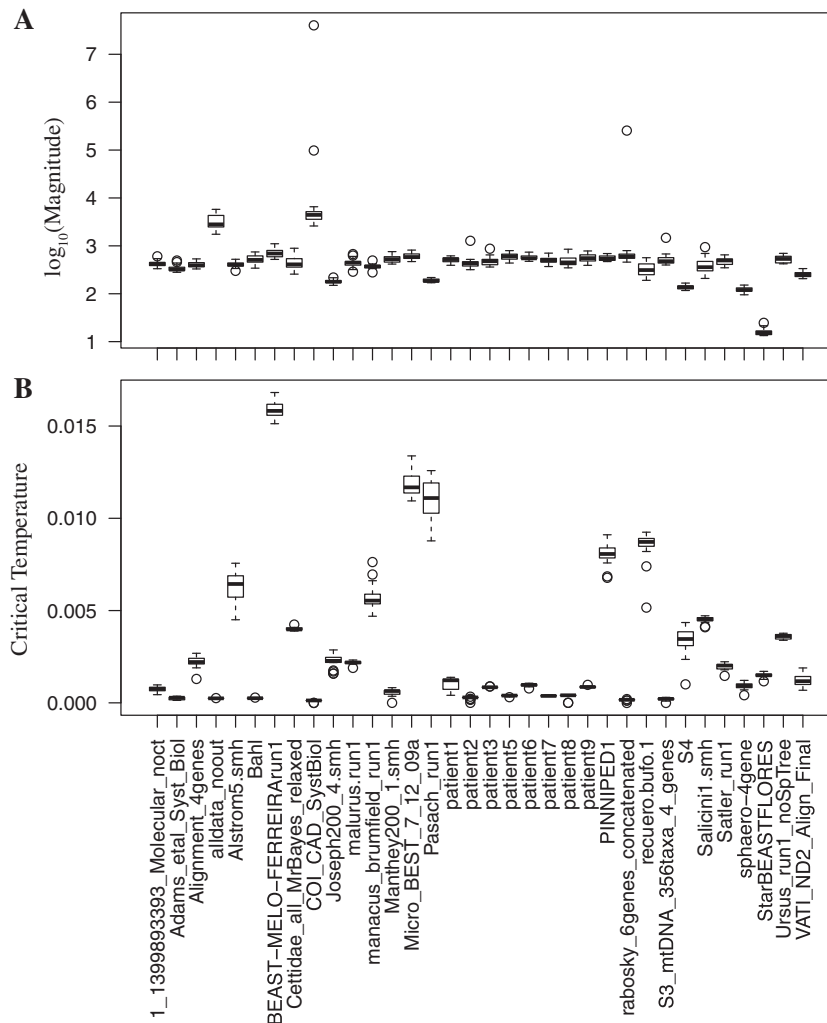 A
7
6
5
4
3
2
1
log10(Magnitude)
B
0.015
0.010
0.005
0.000
Critical Temperature
1_1399893393_Molecular_noct
Adams_etal_Syst_Biol
Alignment_4genes
alldata_noout
Alstrom5.smh
Bahl
BEAST−MELO−FERREIRArun1
Cettidae_all_MrBayes_relaxed
COI_CAD_SystBiol
Joseph200_4.smh
malurus.run1
manacus_brumfield_run1
Manthey200_1.smh
Micro_BEST_7_12_09a
Pasach_run1
patient1
patient2
patient3
patient5
patient6
patient7
patient8
patient9
PINNIPED1
rabosky_6genes_concatenated
recuero.bufo.1
S3_mtDNA_356taxa_4_genes
S4
Salicini1.smh
Satler_run1
sphaero−4gene
StarBEASTFLORES
Ursus_run1_noSpTree
VATI_ND2_Align_Final